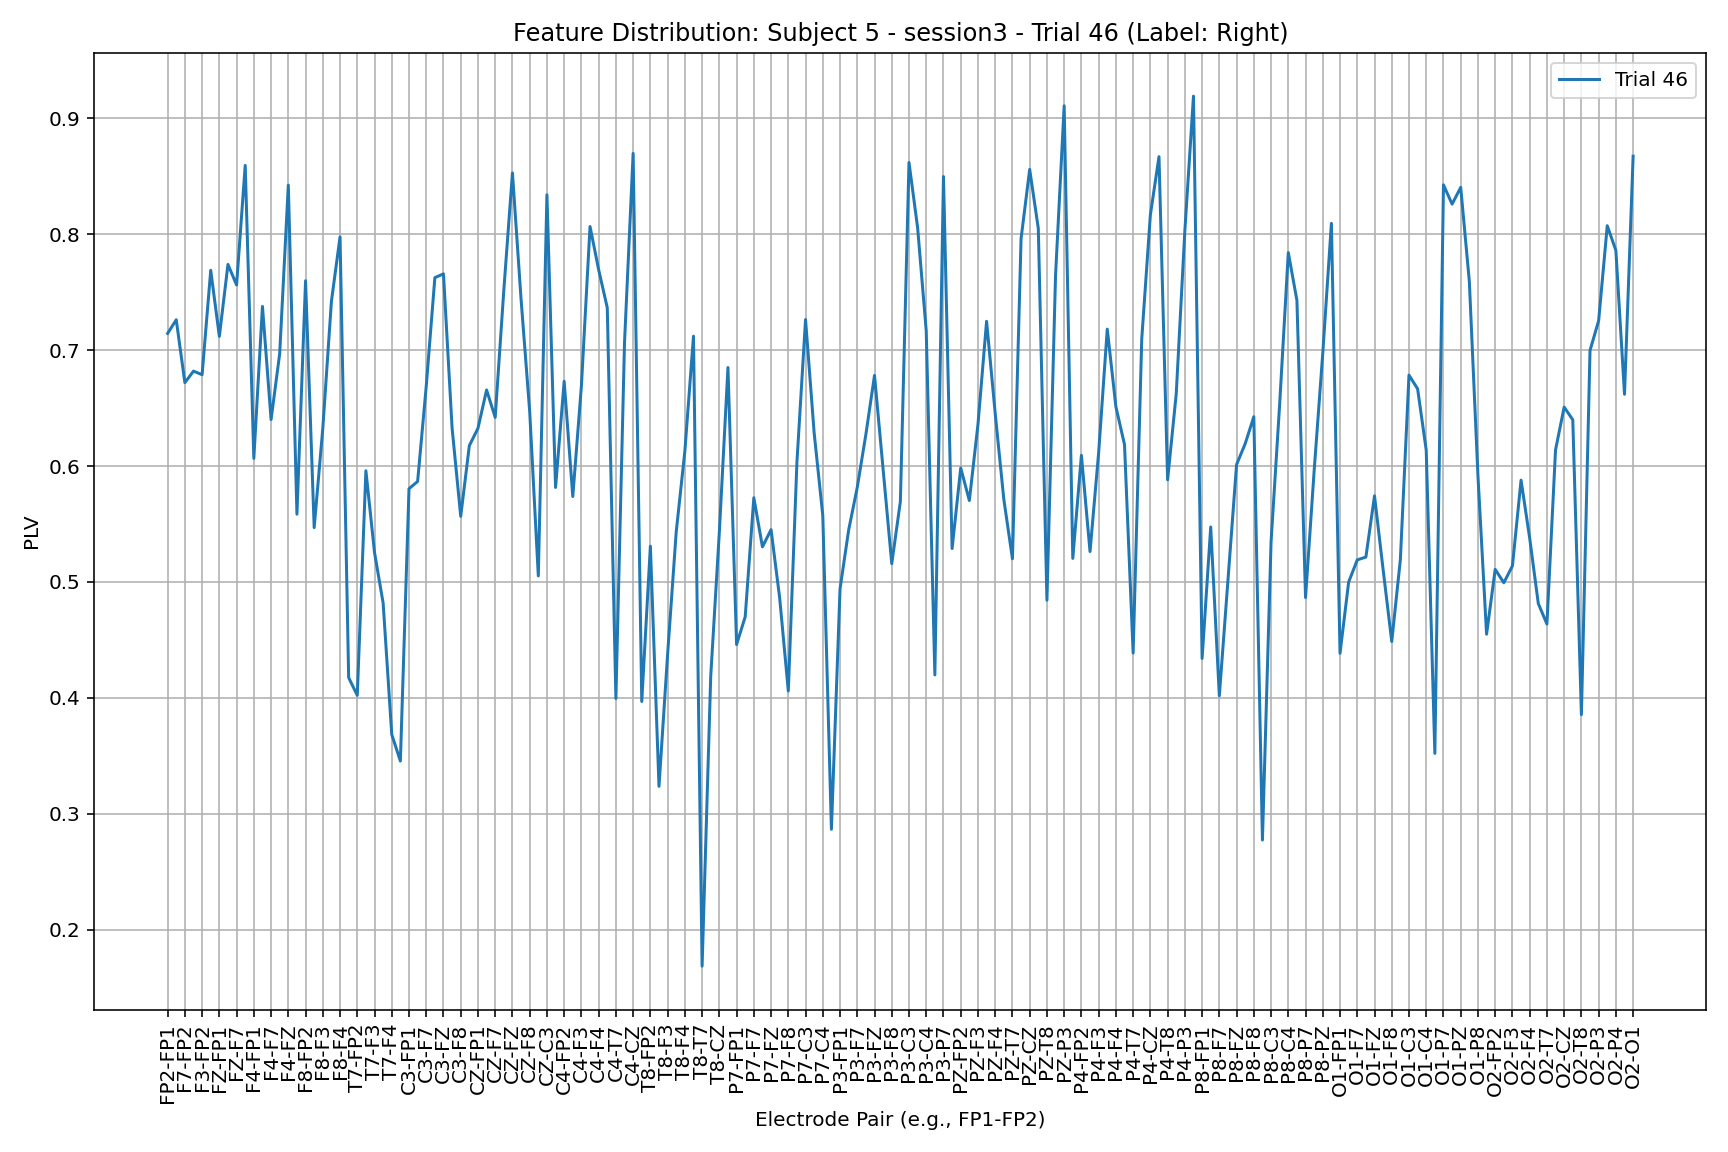 Feature Distribution: Subject 5 - session3 - Trial 46 (Label: Right)
Trial 46
PLV
0.9
0.8
0.7
0.6
0.5
0.4
0.3
0.2
FP2-FP1
F7-FP2
F3-FP2
FZ-FP1
FZ-F7
F4-FP1
F4-F7
F4-FZ
F8-FP2
F8-F3
F8-F4
T7-FP2
T7-F3
T7-F4
C3-FP1
C3-F7
C3-FZ
C3-F8
CZ-FP1
CZ-F7
CZ-FZ
CZ-F8
CZ-C3
C4-FP2
C4-F3
C4-F4
C4-T7
C4-CZ
T8-FP2
T8-F3
T8-F4
T8-T7
T8-CZ
P7-FP1
P7-F7
P7-FZ
P7-F8
P7-C3
P7-C4
P3-FP1
P3-F7
P3-FZ
P3-F8
P3-C3
P3-C4
P3-P7
PZ-FP2
PZ-F3
PZ-F4
PZ-T7
PZ-CZ
PZ-T8
PZ-P3
P4-FP2
P4-F3
P4-F4
P4-T7
P4-CZ
P4-T8
P4-P3
P8-FP1
P8-F7
P8-FZ
P8-F8
P8-C3
P8-C4
P8-P7
P8-PZ
O1-FP1
O1-F7
O1-FZ
O1-F8
O1-C3
O1-C4
O1-P7
O1-PZ
O1-P8
O2-FP2
O2-F3
O2-F4
O2-T7
O2-CZ
O2-T8
O2-P3
O2-P4
O2-O1
Electrode Pair (e.g., FP1-FP2)